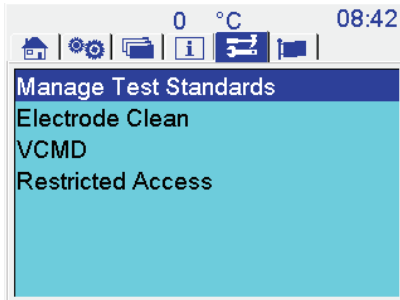 0 °C 08:42
i
Manage Test Standards
Electrode Clean
VCMD
Restricted Access